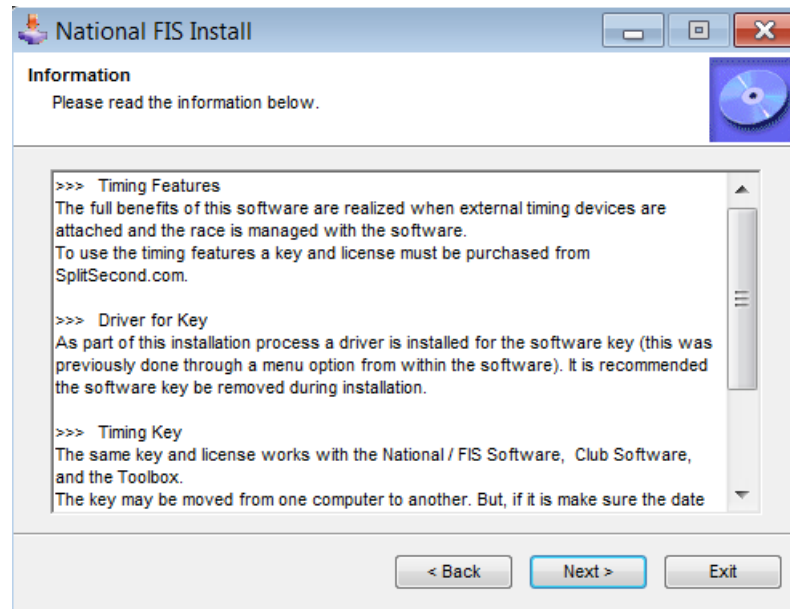 National FIS Install
Information
Please read the information below.
>>> Timing Features
The full benefits of this software are realized when external timing devices are
attached and the race is managed with the software.
To use the timing features a key and license must be purchased from
SplitSecond.com.
>>> Driver for Key
As part of this installation process a driver is installed for the software key (this was
previously done through a menu option from within the software). It is recommended
the software key be removed during installation.
>>> Timing Key
The same key and license works with the National / FIS Software, Club Software,
and the Toolbox.
The key may be moved from one computer to another. But, if it is make sure the date
< Back
Next >
Exit